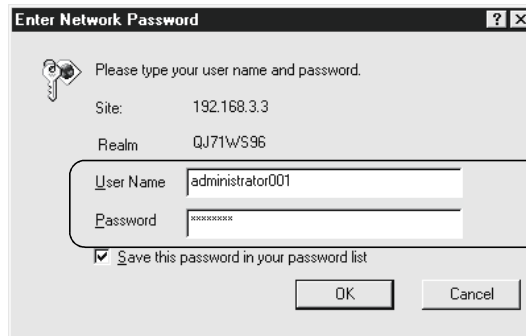 Enter Network Password
Please type your user name and password.
Site: 192.168.3.3
Realm QJ71WS96
User Name administrator001
Password xxxxxxxx
Save this password in your password list
OK Cancel